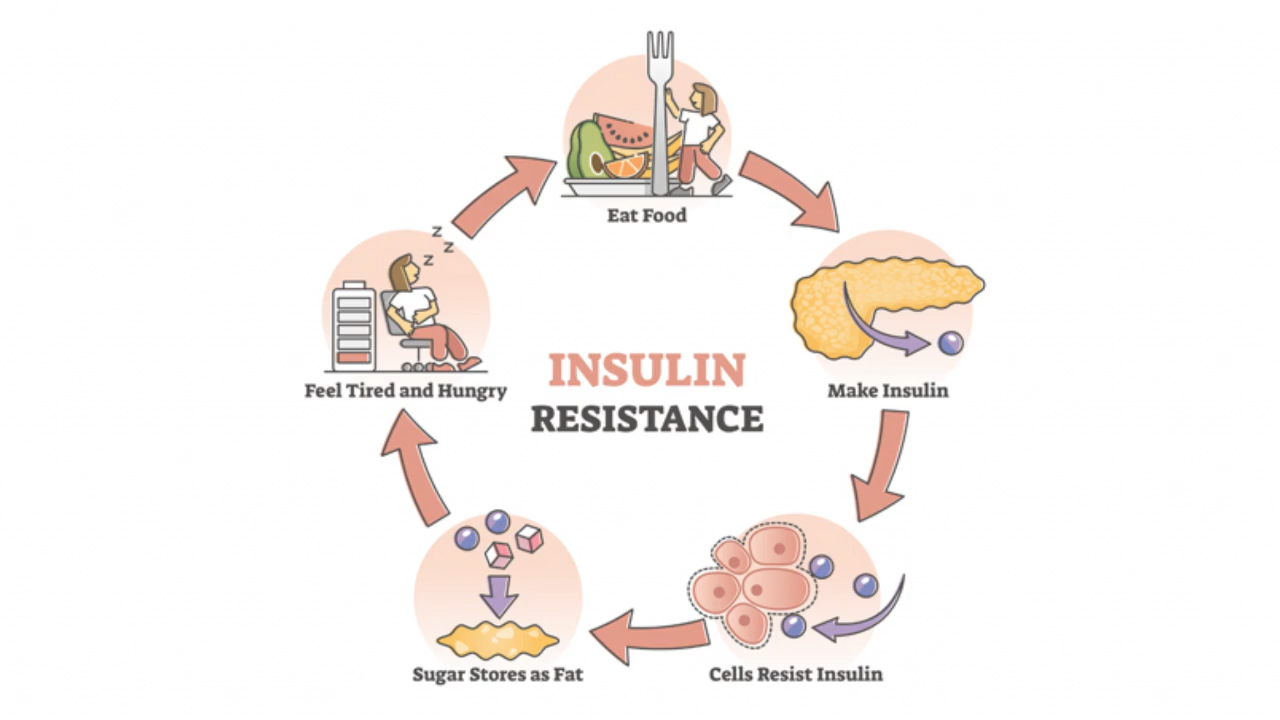 Eat Food
z
z
z
Feel Tired and Hungry
Make Insulin
INSULIN
RESISTANCE
Sugar Stores as Fat
Cells Resist Insulin